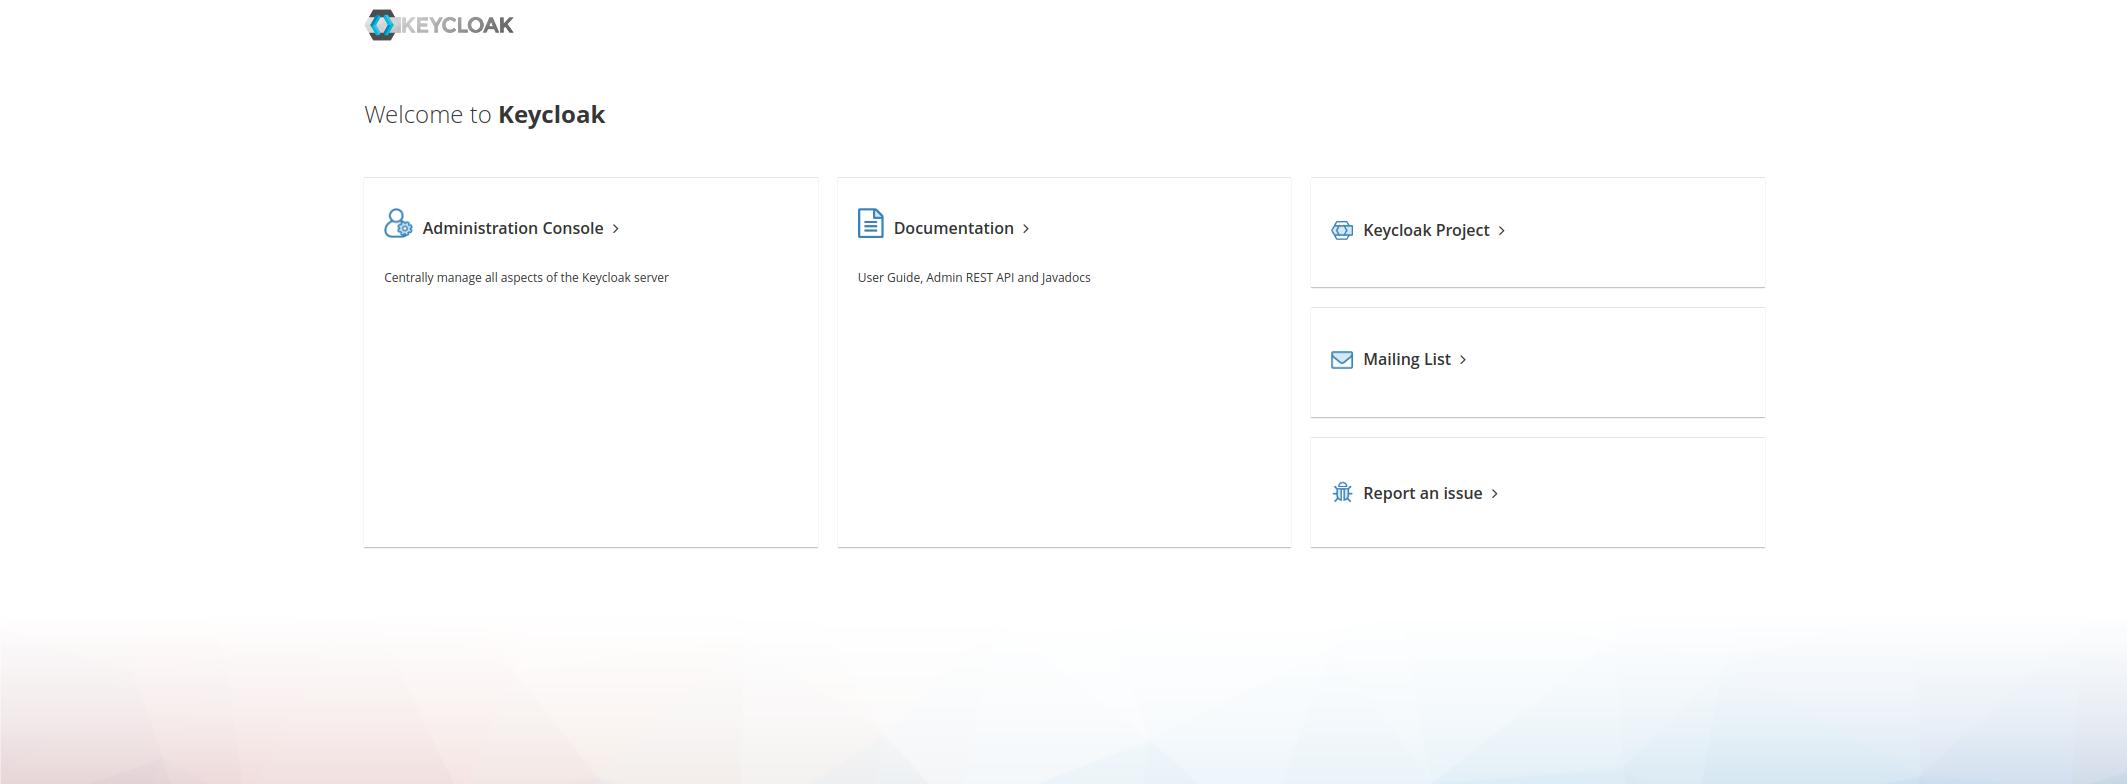 KEYCLOAK
Welcome to Keycloak
Administration Console
Centrally manage all aspects of the Keycloak server
Documentation
User Guide, Admin REST API and Javadocs
Keycloak Project
Mailing List
Report an issue